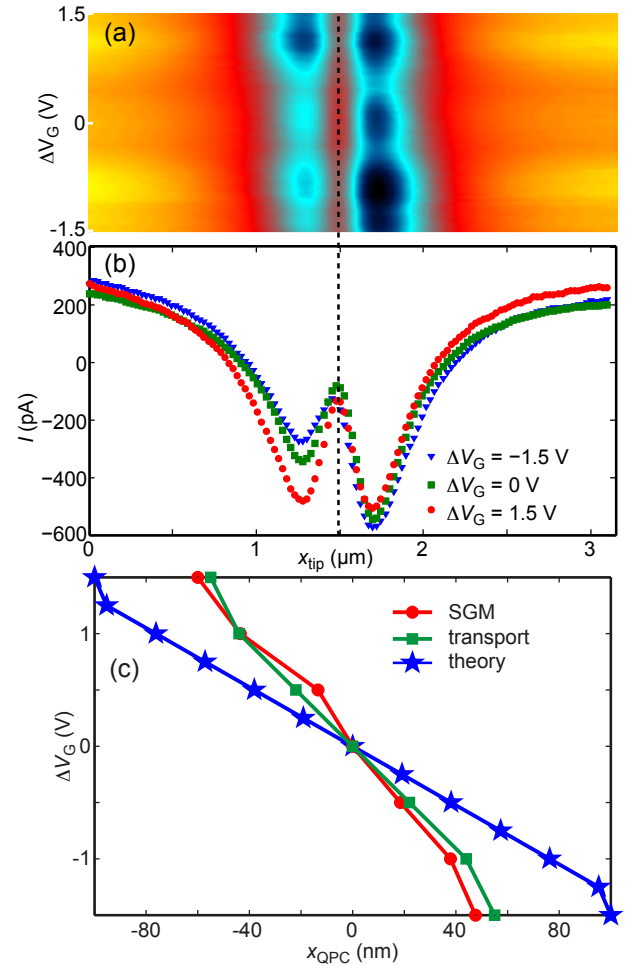 (a)
1.5
0
-1.5
ΔV_G (V)
(b)
400
200
0
−200
−400
−600
I (pA)
ΔV_G = −1.5 V
ΔV_G = 0 V
ΔV_G = 1.5 V
0 1 2 3
x_tip (µm)
(c)
SGM
transport
theory
1
0
-1
ΔV_G (V)
-80 -40 0 40 80
x_QPC (nm)